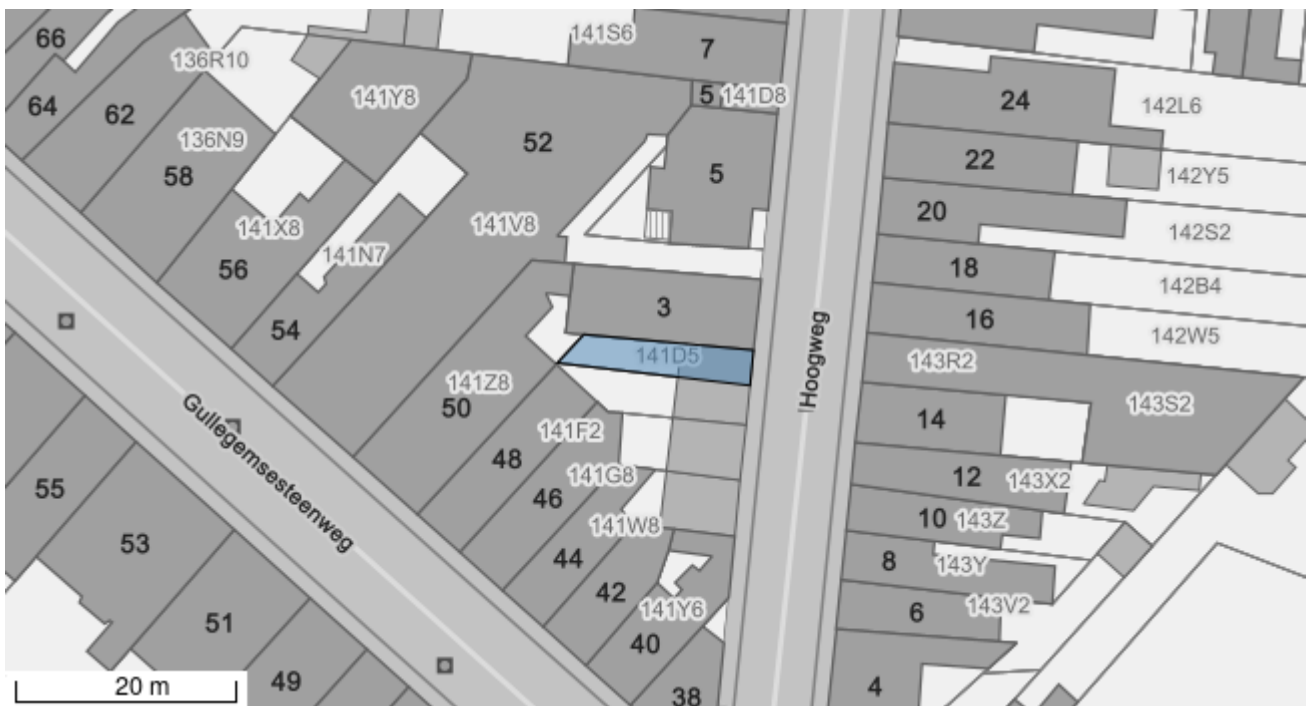 66
136R10
141S6
7
64
62
141Y8
5
141D8
24
142L6
136N9
52
22
58
5
142Y5
141X8
141V8
20
142S2
56
141N7
18
142B4
3
16
54
142W5
Hoogweg
141D5
143R2
141Z8
50
143S2
14
Gullegemsesteenweg
141F2
48
141G8
12
143X2
55
46
141W8
10
143Z
53
44
8
143Y
42
141Y6
143V2
51
6
40
49
38
4
20 m